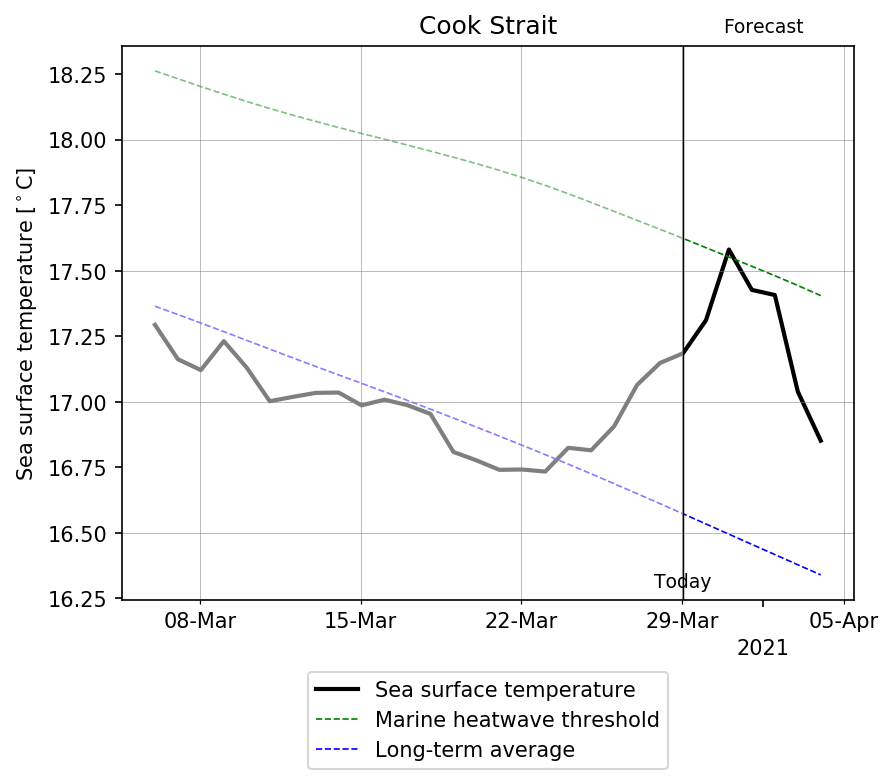 Cook Strait
Forecast
Sea surface temperature [°C]
18.25
18.00
17.75
17.50
17.25
17.00
16.75
16.50
16.25
Today
08-Mar
15-Mar
22-Mar
29-Mar
05-Apr
2021
Sea surface temperature
Marine heatwave threshold
Long-term average